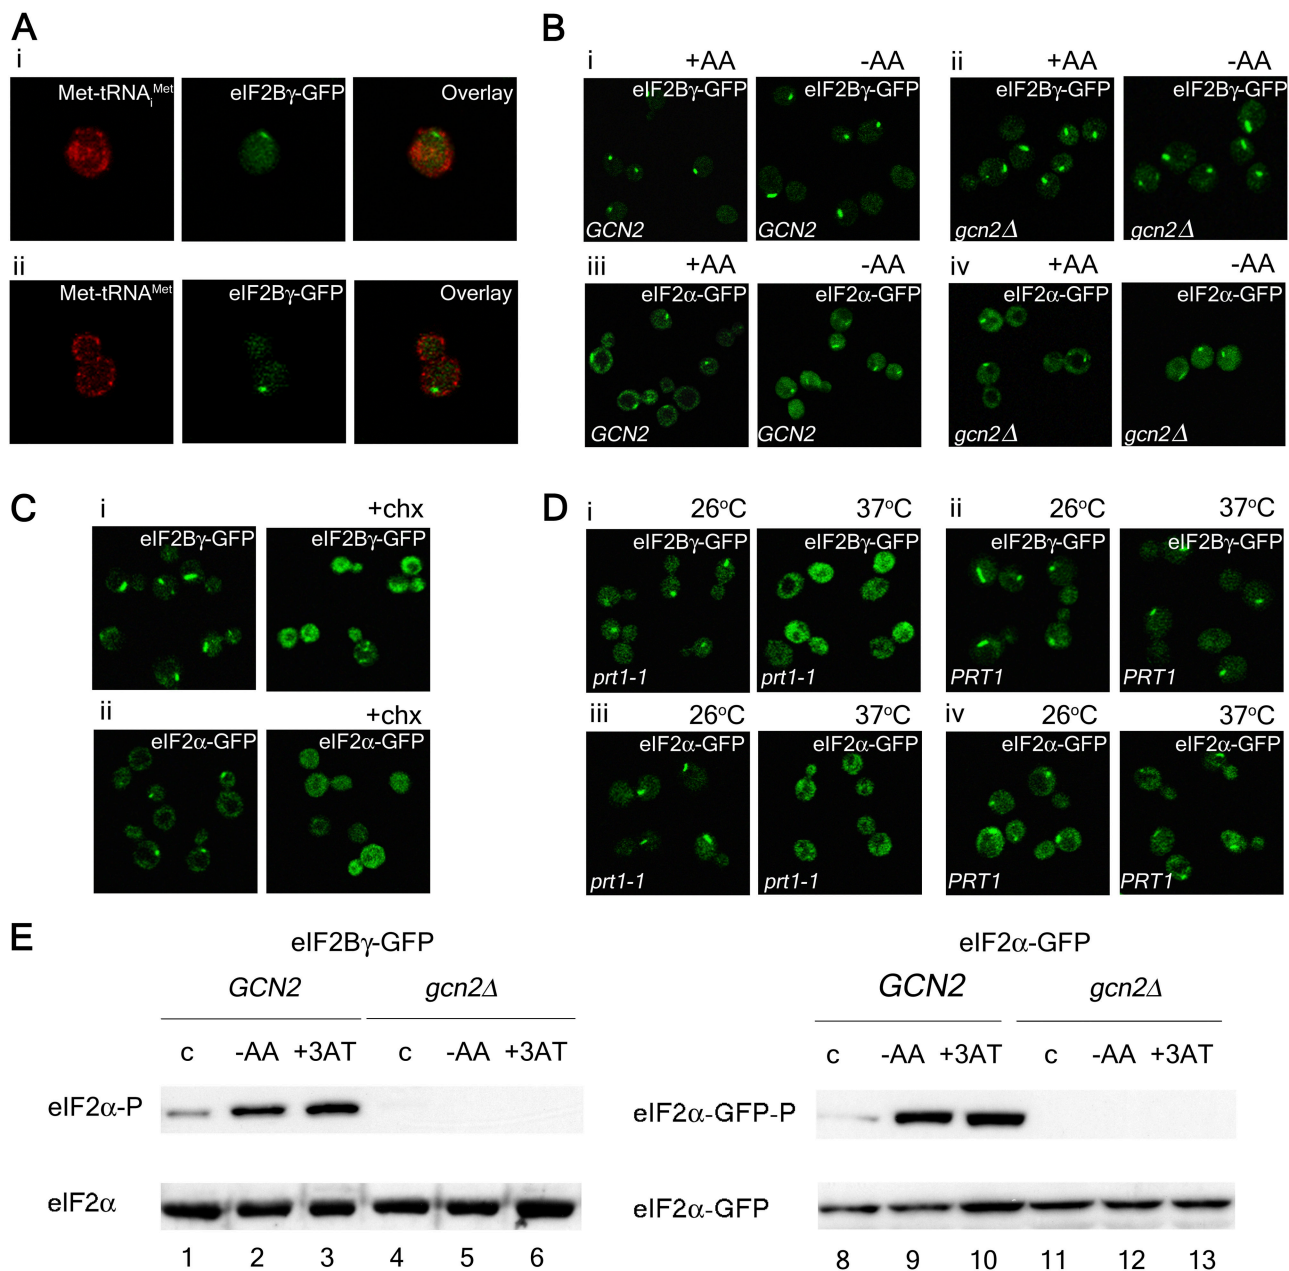 A
B
i
Met-tRNAiMet
eIF2Bγ-GFP
Overlay
ii
Met-tRNAMet
eIF2Bγ-GFP
Overlay
i +AA -AA ii +AA -AA
eIF2Bγ-GFP eIF2Bγ-GFP eIF2Bγ-GFP eIF2Bγ-GFP
GCN2 GCN2 gcn2Δ gcn2Δ
iii +AA -AA iv +AA -AA
eIF2α-GFP eIF2α-GFP eIF2α-GFP eIF2α-GFP
GCN2 GCN2 gcn2Δ gcn2Δ
C
i +chx
eIF2Bγ-GFP eIF2Bγ-GFP
ii +chx
eIF2α-GFP eIF2α-GFP
D
i 26°C 37°C ii 26°C 37°C
eIF2Bγ-GFP eIF2Bγ-GFP eIF2Bγ-GFP eIF2Bγ-GFP
prt1-1 prt1-1 PRT1 PRT1
iii 26°C 37°C iv 26°C 37°C
eIF2α-GFP eIF2α-GFP eIF2α-GFP eIF2α-GFP
prt1-1 prt1-1 PRT1 PRT1
E
eIF2Bγ-GFP
GCN2 gcn2Δ
c -AA +3AT c -AA +3AT
eIF2α-P
eIF2α
1 2 3 4 5 6
eIF2α-GFP
GCN2 gcn2Δ
c -AA +3AT c -AA +3AT
eIF2α-GFP-P
eIF2α-GFP
8 9 10 11 12 13